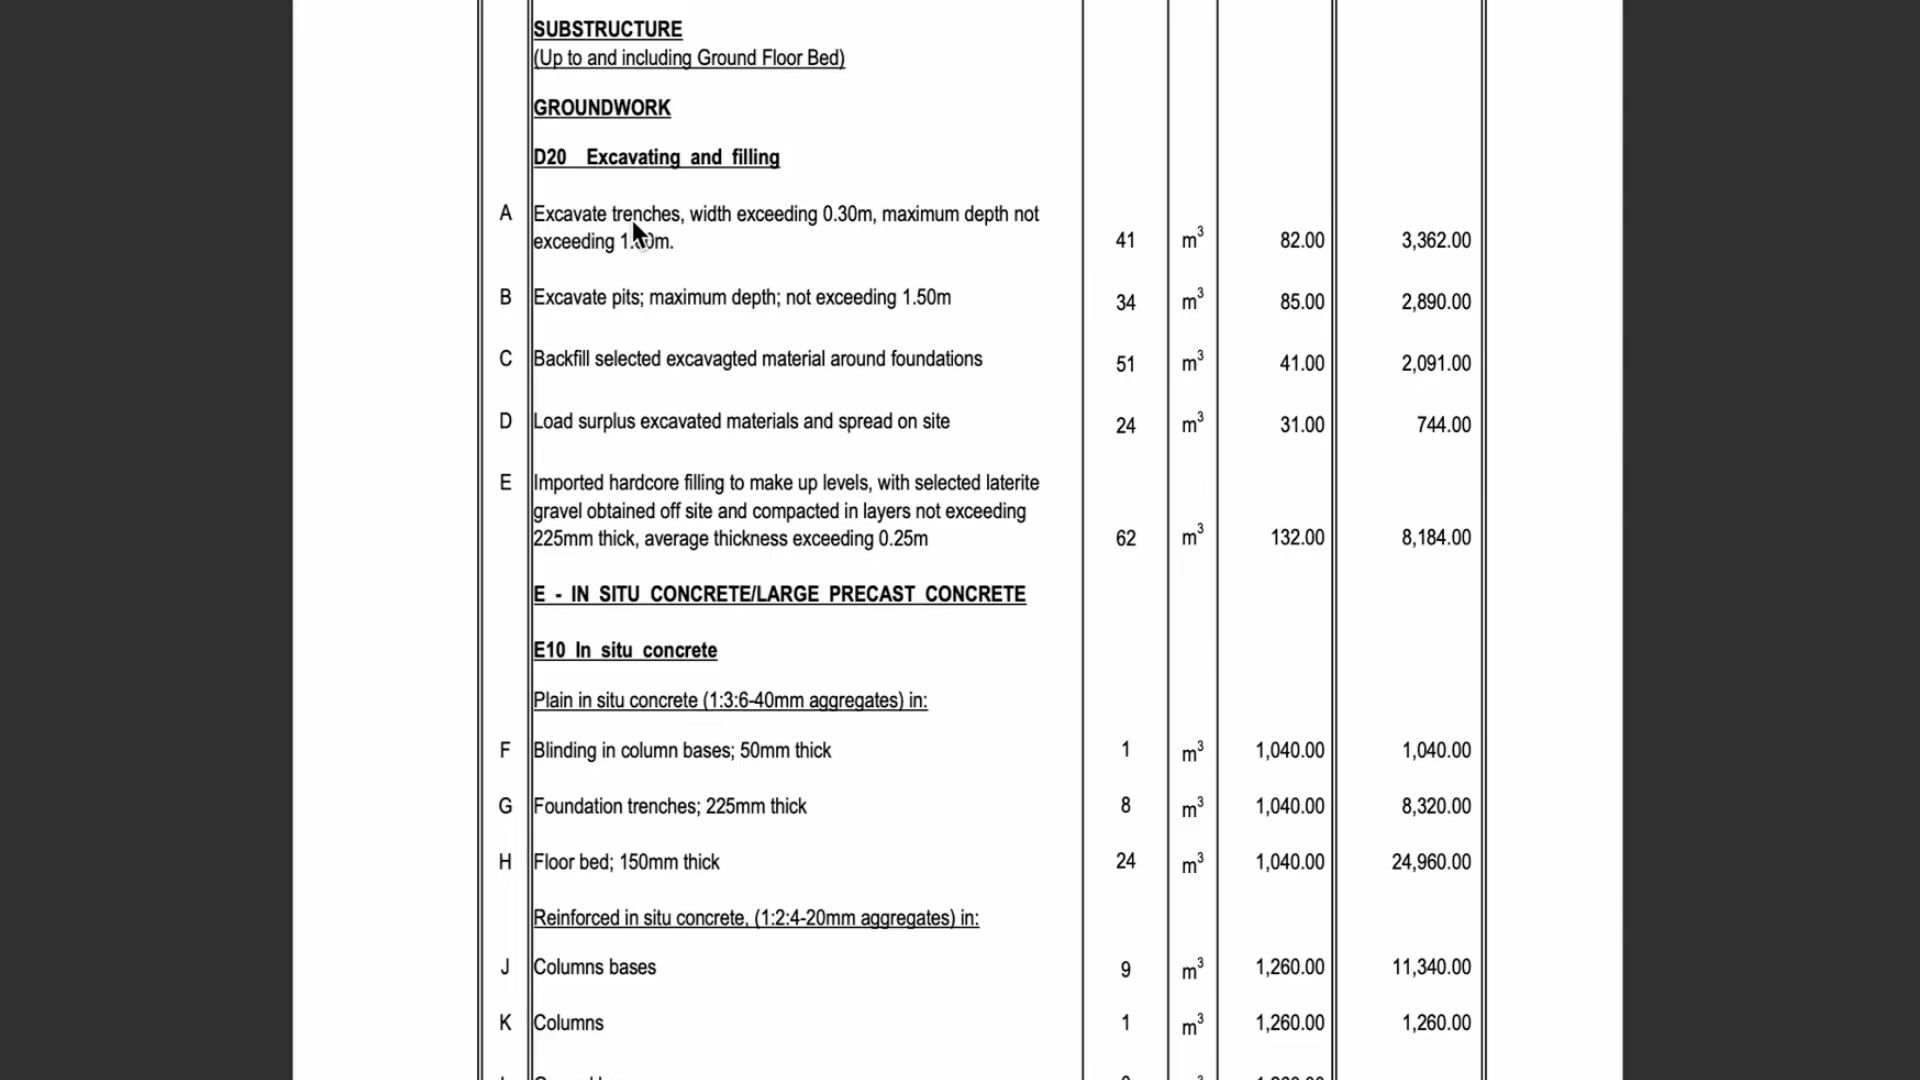 SUBSTRUCTURE
(Up to and including Ground Floor Bed)
GROUNDWORK
D20 Excavating and filling
A Excavate trenches, width exceeding 0.30m, maximum depth not
exceeding 41 m³ 82.00 3,362.00
B Excavate pits; maximum depth; not exceeding 1.50m 34 m³ 85.00 2,890.00
C Backfill selected excavagted material around foundations 51 m³ 41.00 2,091.00
D Load surplus excavated materials and spread on site 24 m³ 31.00 744.00
E Imported hardcore filling to make up levels, with selected laterite
gravel obtained off site and compacted in layers not exceeding
225mm thick, average thickness exceeding 0.25m 62 m³ 132.00 8,184.00
E - IN SITU CONCRETE/LARGE PRECAST CONCRETE
E10 In situ concrete
Plain in situ concrete (1:3:6-40mm aggregates) in:
F Blinding in column bases; 50mm thick 1 m³ 1,040.00 1,040.00
G Foundation trenches; 225mm thick 8 m³ 1,040.00 8,320.00
H Floor bed; 150mm thick 24 m³ 1,040.00 24,960.00
Reinforced in situ concrete, (1:2:4-20mm aggregates) in:
J Columns bases 9 m³ 1,260.00 11,340.00
K Columns 1 m³ 1,260.00 1,260.00